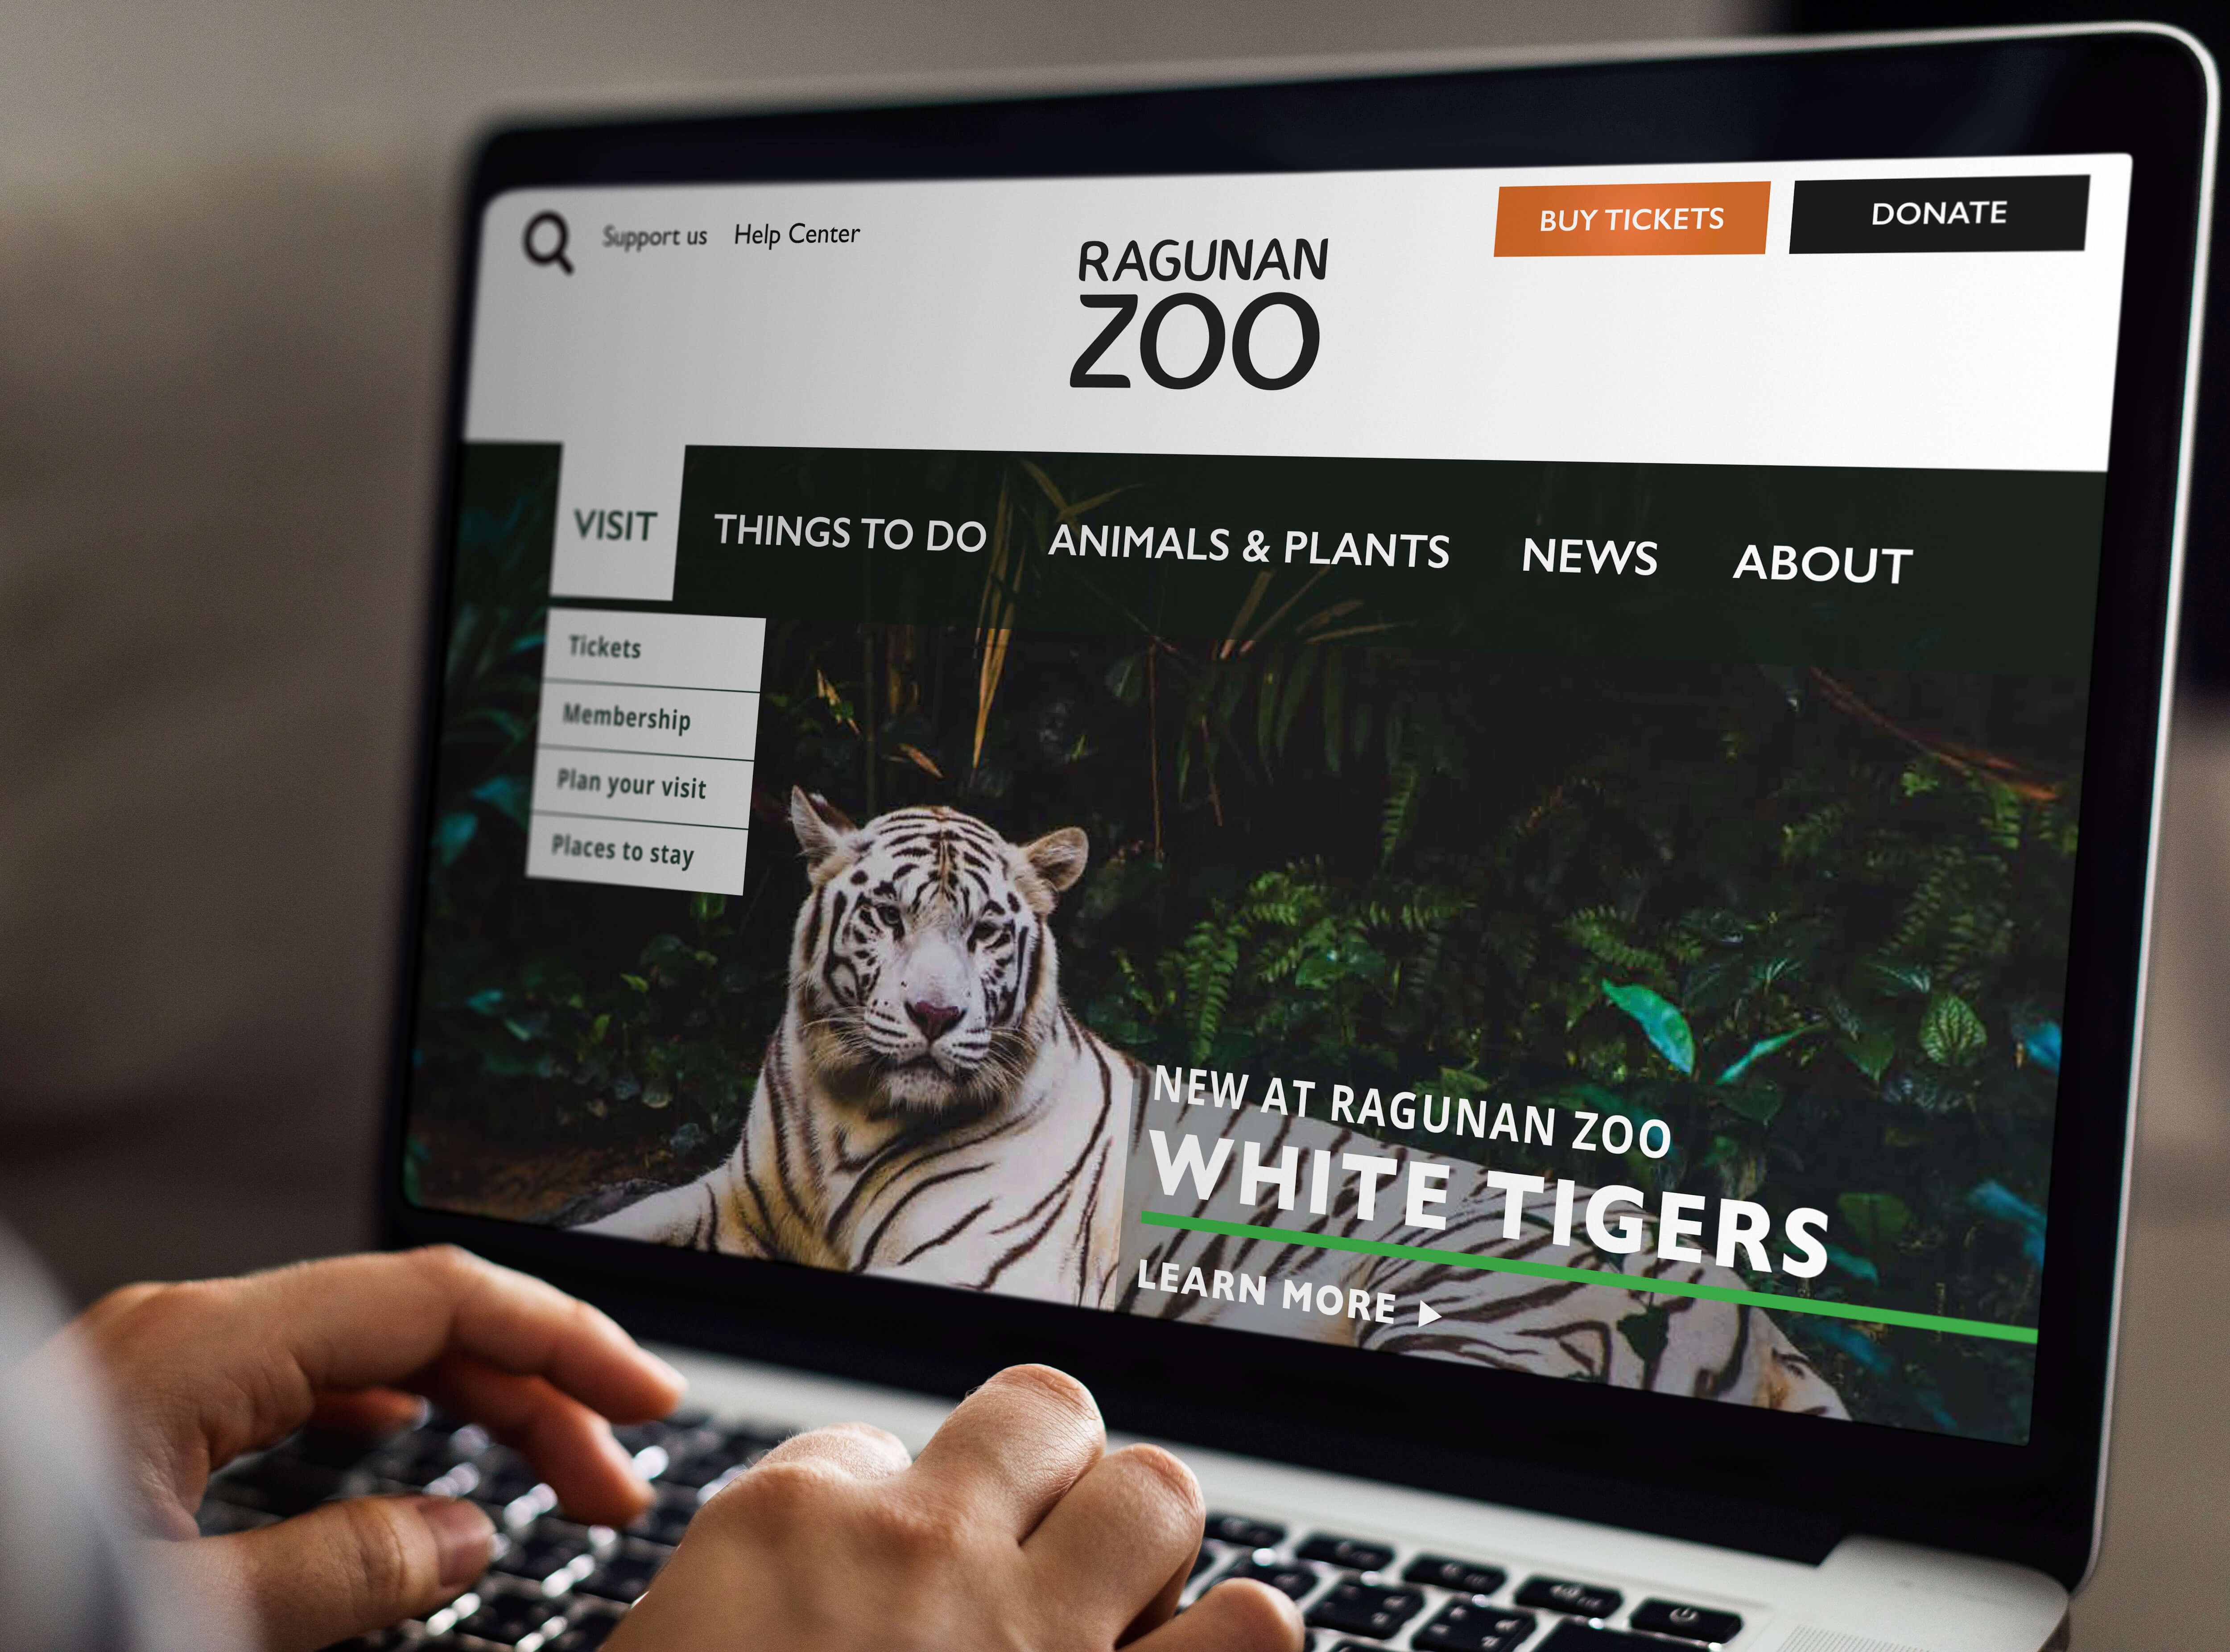 Support us Help Center
BUY TICKETS DONATE
RAGUNAN
ZOO
VISIT THINGS TO DO ANIMALS & PLANTS NEWS ABOUT
Tickets
Membership
Plan your visit
Places to stay
NEW AT RAGUNAN ZOO
WHITE TIGERS
LEARN MORE